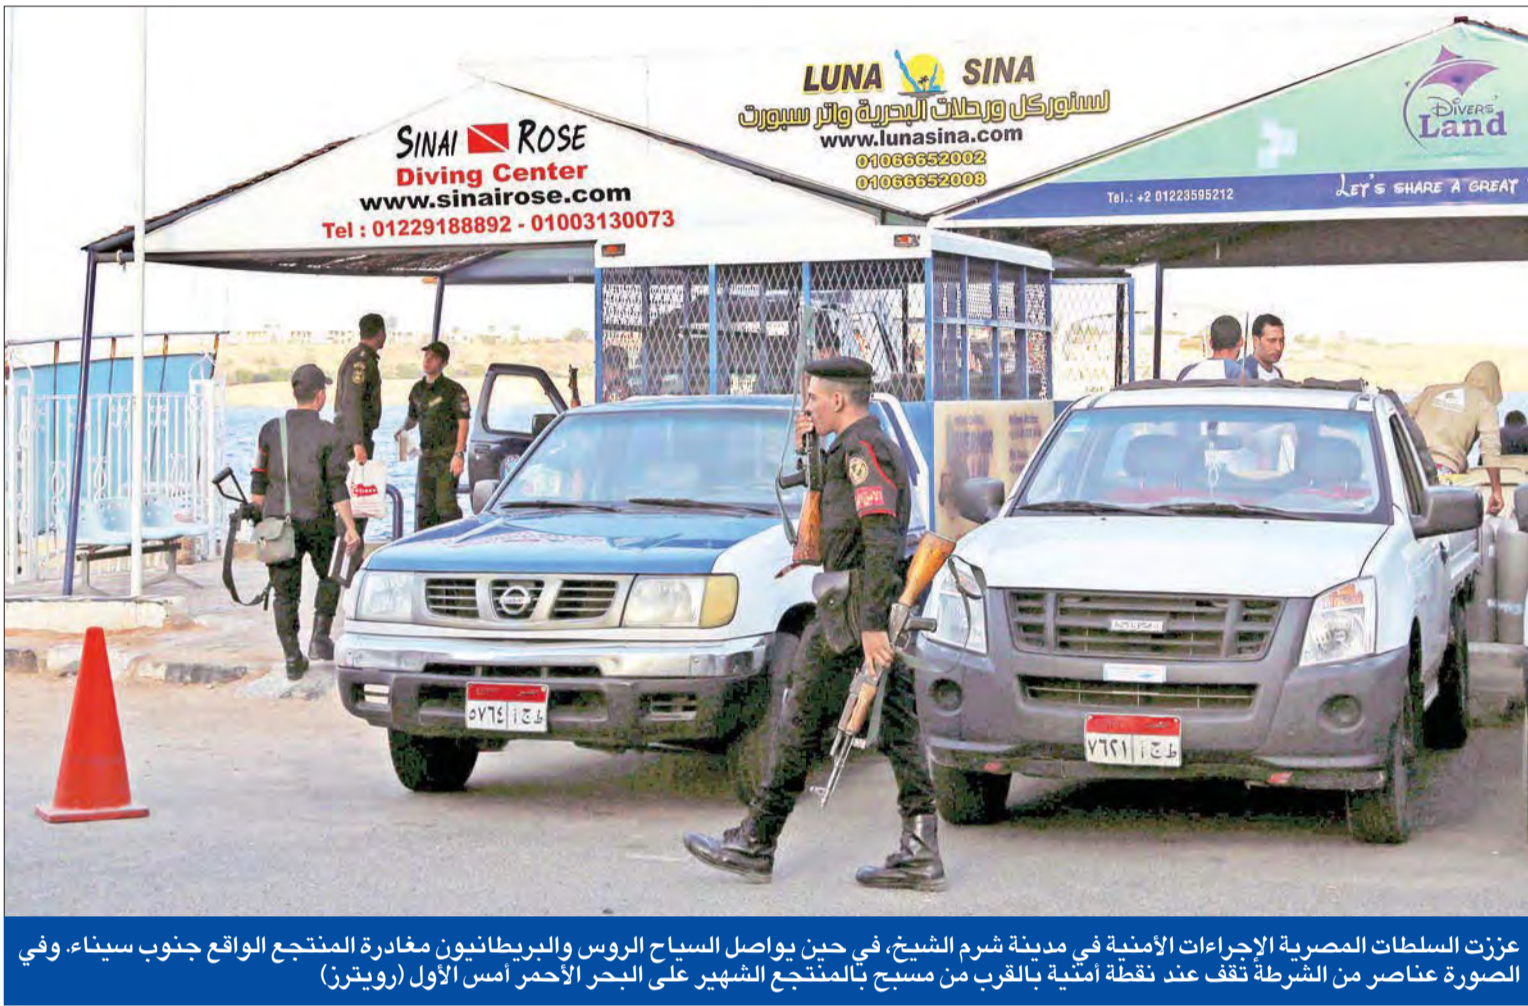 SINAI ROSE
Diving Center
www.sinairose.com
Tel : 01229188892 - 01003130073
LUNA SINA
لسنوركل ورحلات البحرية واتر سبورت
www.lunasina.com
01066652002
01066652008
DIVERS'
Land
Tel.: +2 01223595212
LET'S SHARE A GREAT
٥٧٦٤ ط ج أ
٧٦٢١ ط ج أ
عززت السلطات المصرية الإجراءات الأمنية في مدينة شرم الشيخ، في حين يواصل السياح الروس والبريطانيون مغادرة المنتجع الواقع جنوب سيناء. وفي
الصورة عناصر من الشرطة تقف عند نقطة أمنية بالقرب من مسبح بالمنتجع الشهير على البحر الأحمر أمس الأول (رويترز)